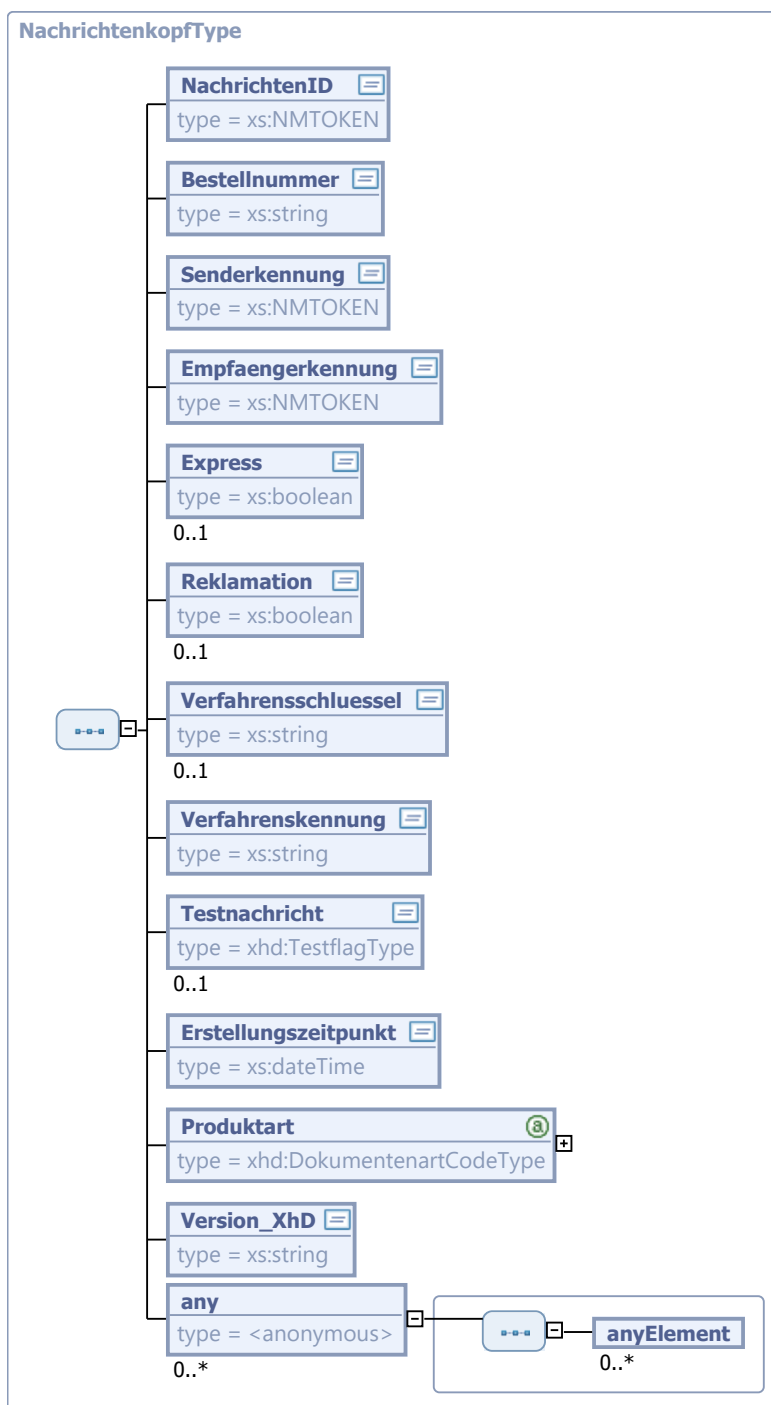 NachrichtenkopfType
NachrichtenID
type = xs:NMTOKEN
Bestellnummer
type = xs:string
Senderkennung
type = xs:NMTOKEN
Empfaengerkennung
type = xs:NMTOKEN
Express
type = xs:boolean
0..1
Reklamation
type = xs:boolean
0..1
Verfahrensschluessel
type = xs:string
0..1
Verfahrenskennung
type = xs:string
Testnachricht
type = xhd:TestflagType
0..1
Erstellungszeitpunkt
type = xs:dateTime
Produktart
type = xhd:DokumentenartCodeType
Version_XhD
type = xs:string
any
type = <anonymous>
0..*
anyElement
0..*